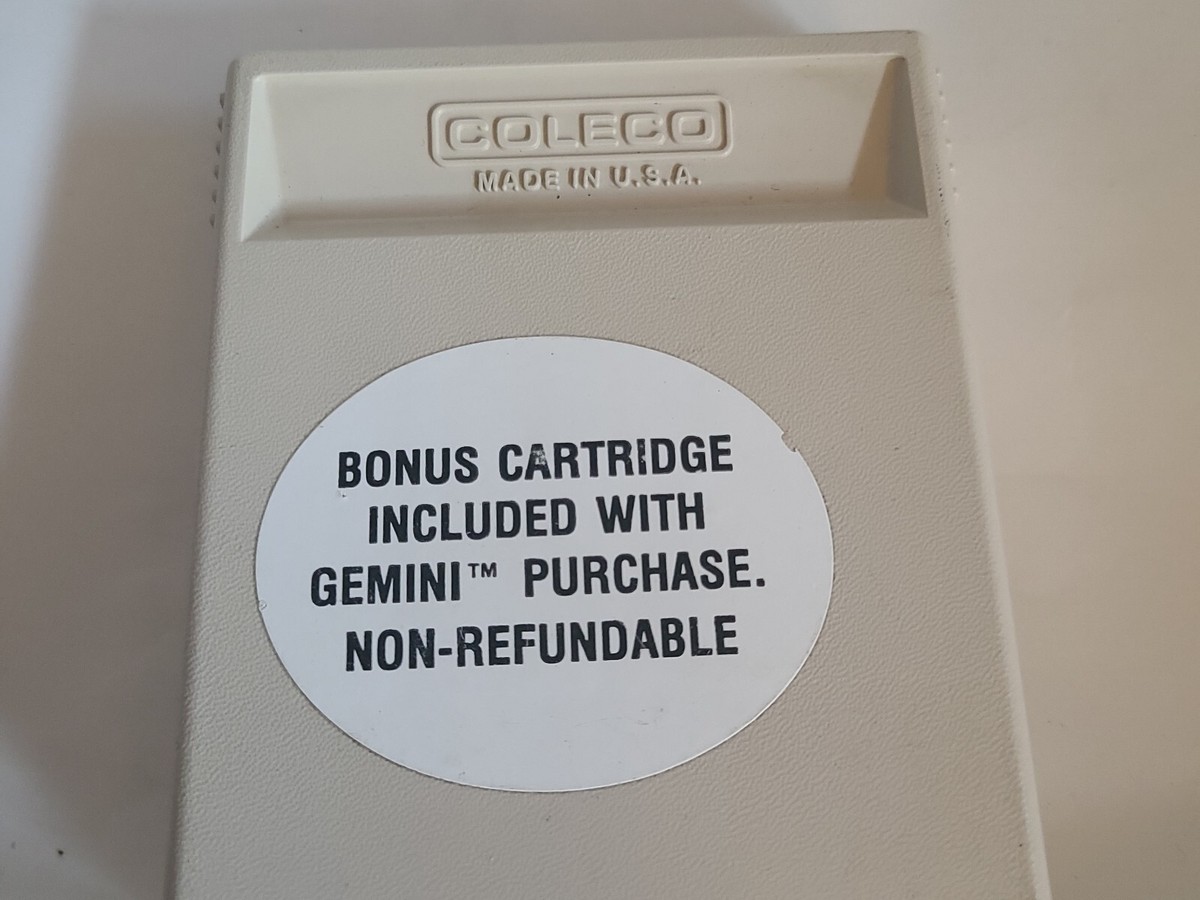 COLECO
MADE IN U.S.A.
BONUS CARTRIDGE
INCLUDED WITH
GEMINI™ PURCHASE.
NON-REFUNDABLE